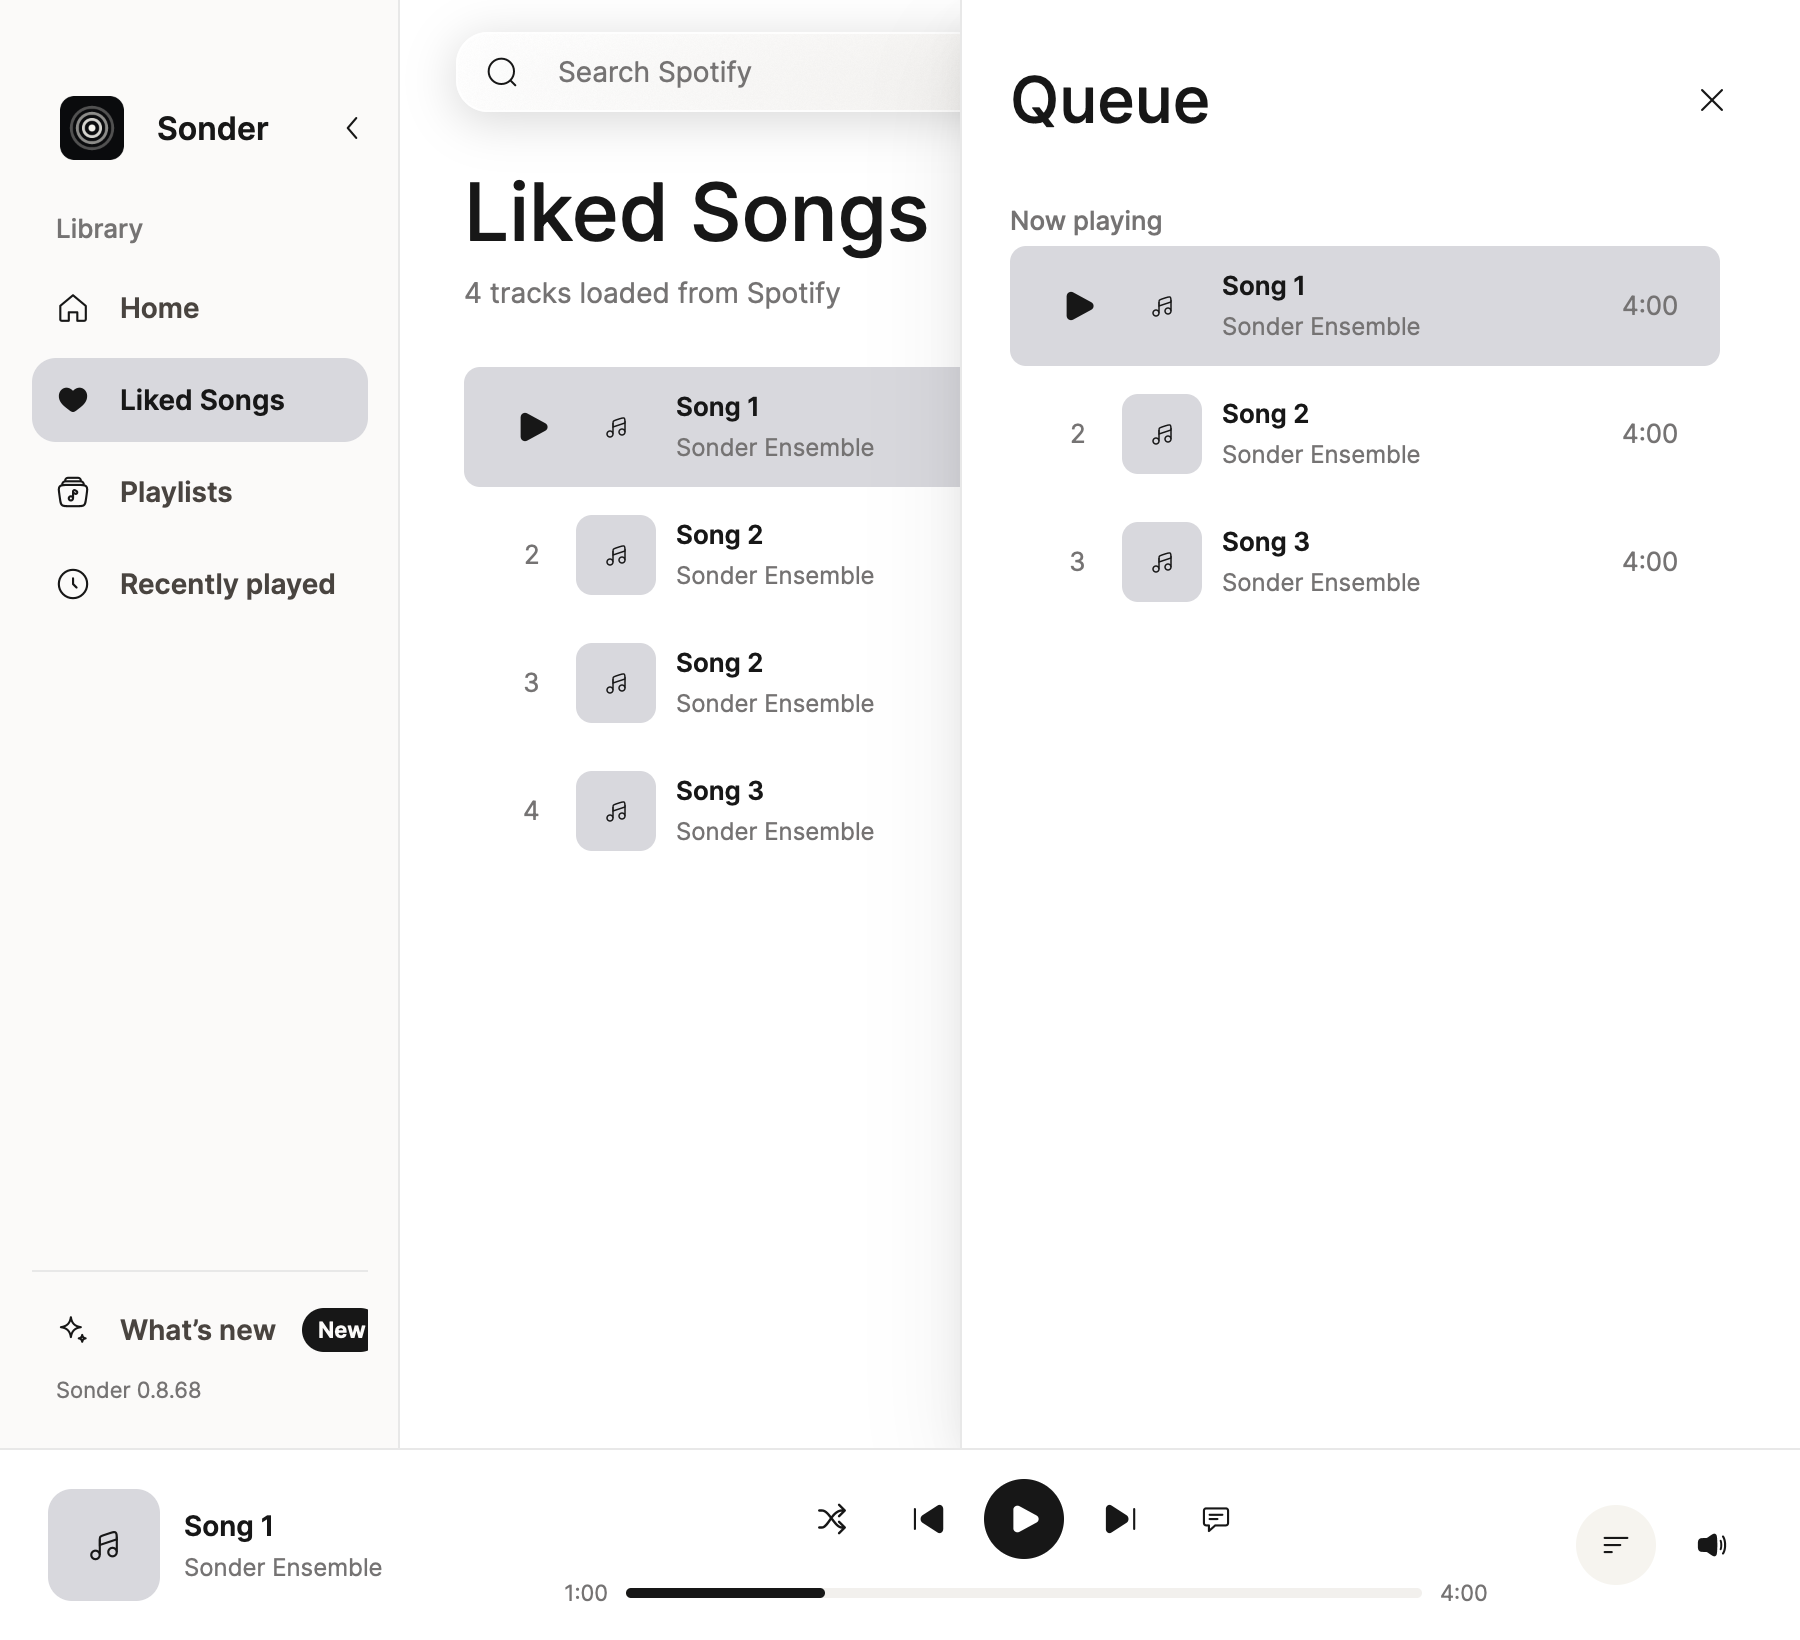 Sonder
Library
Home
Liked Songs
Playlists
Recently played
What’s new New
Sonder 0.8.68
Search Spotify
Liked Songs
4 tracks loaded from Spotify
Song 1
Sonder Ensemble
2
Song 2
Sonder Ensemble
3
Song 2
Sonder Ensemble
4
Song 3
Sonder Ensemble
Queue
Now playing
Song 1
Sonder Ensemble
4:00
2
Song 2
Sonder Ensemble
4:00
3
Song 3
Sonder Ensemble
4:00
Song 1
Sonder Ensemble
1:00
4:00